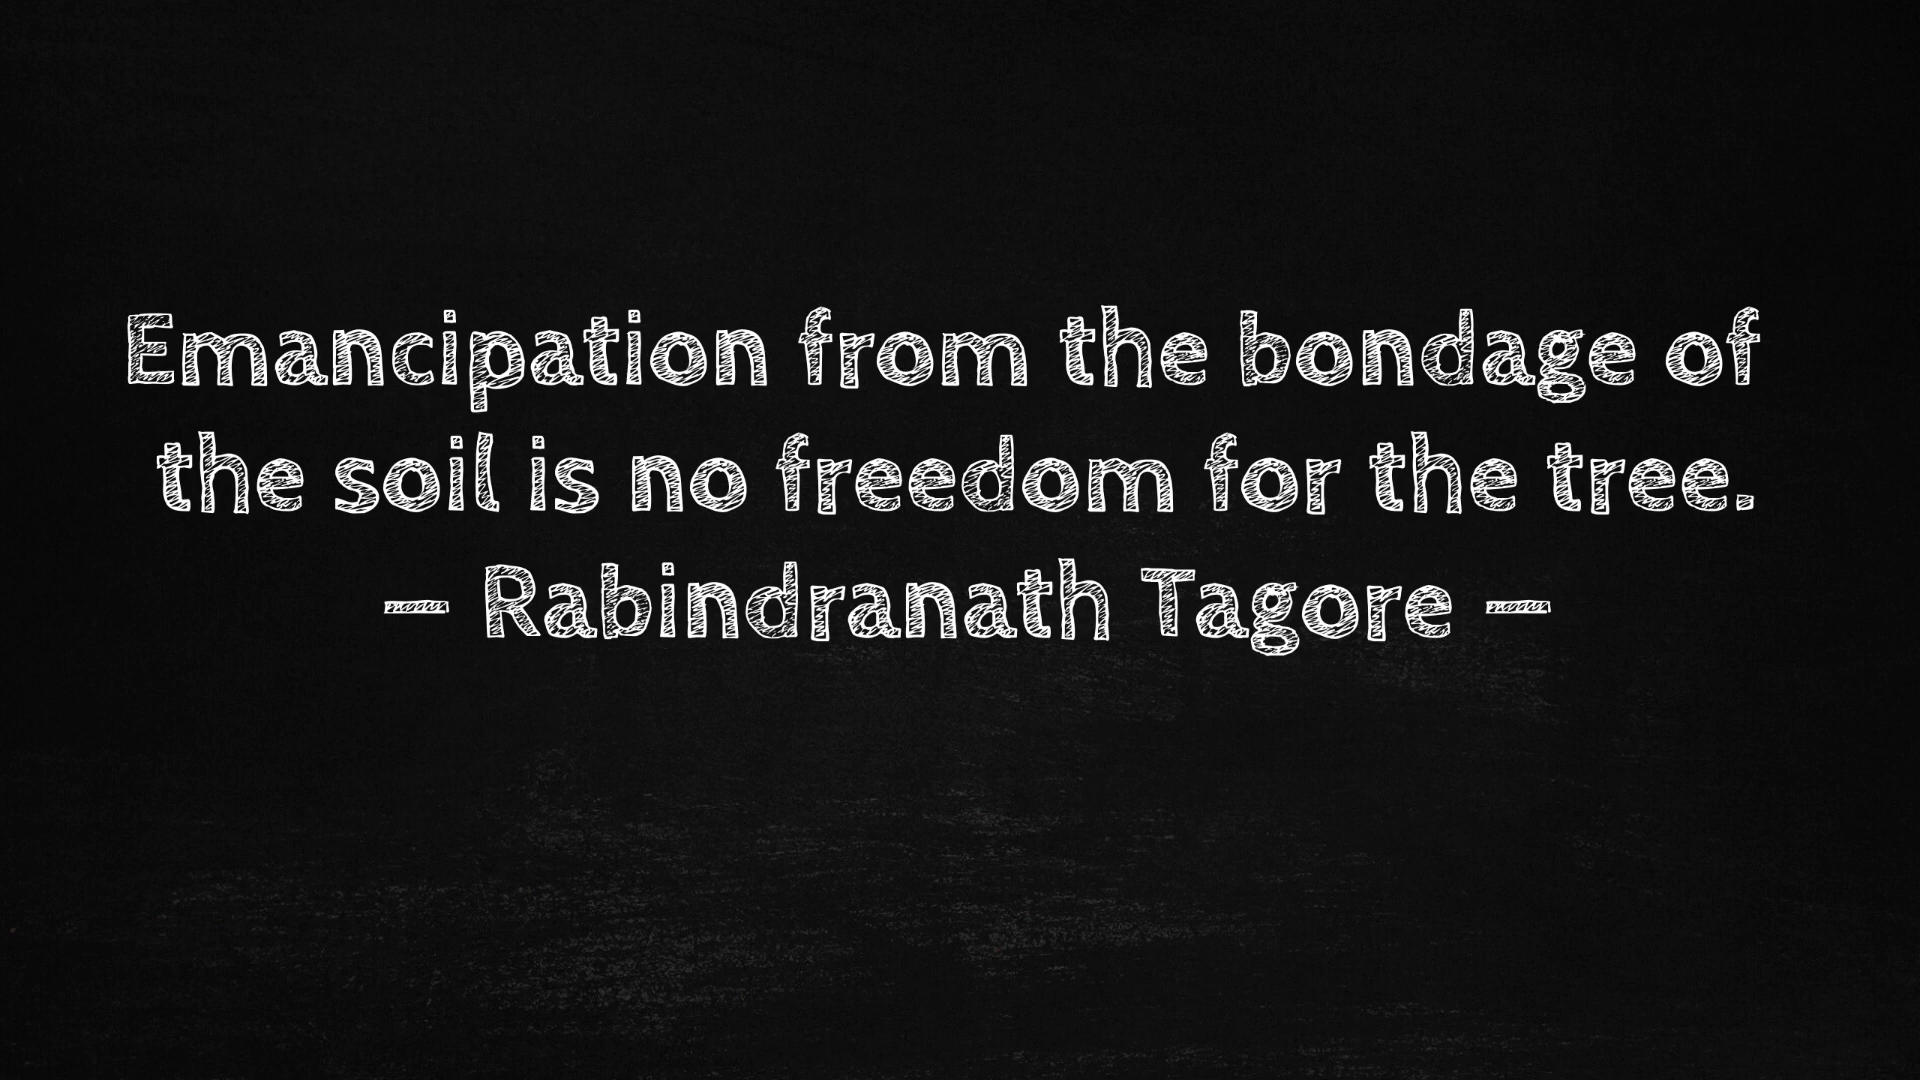 Emancipation from the bondage of
the soil is no freedom for the tree.
— Rabindranath Tagore —